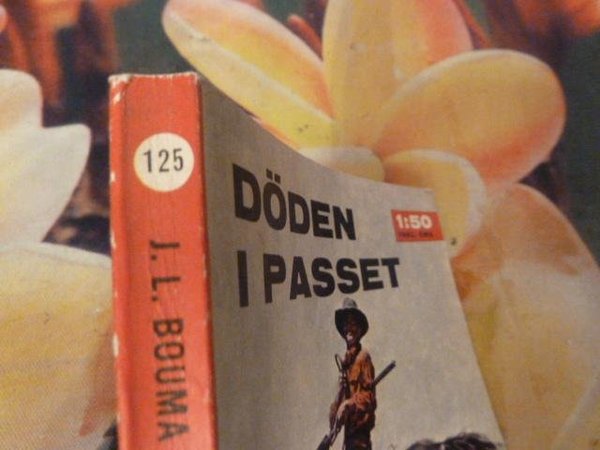 125
J. L. BOUMA
DÖDEN
I PASSET
1:50